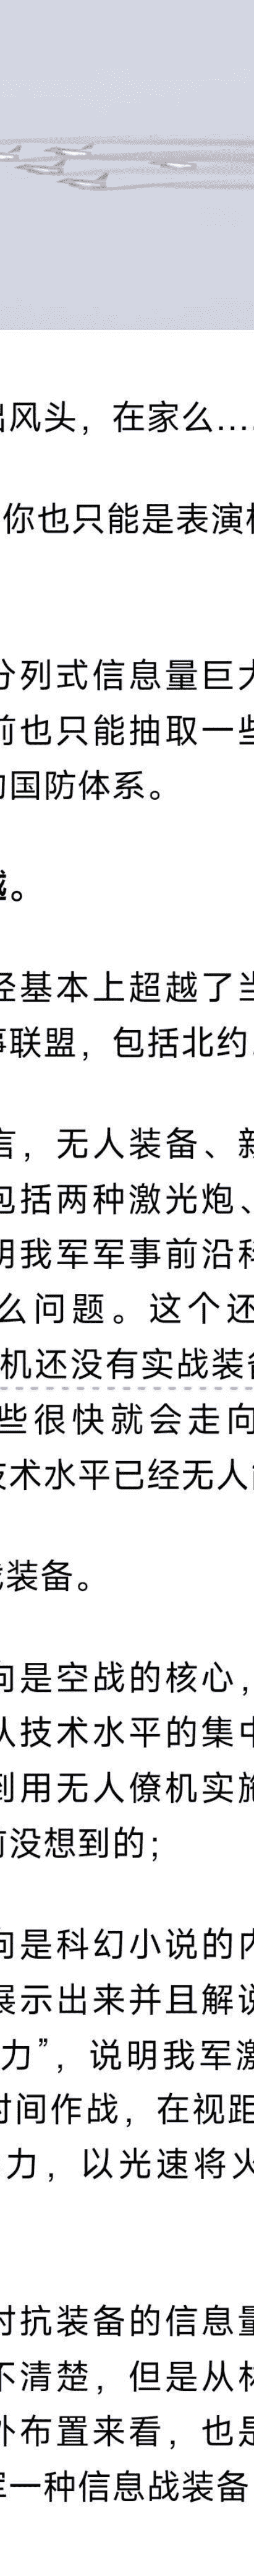 风头，在家么...
你也只能是表演
分列式信息量巨大
前也只能抽取一些
国防体系。
越。
经基本上超越了当
事联盟，包括北约
言，无人装备、新
包括两种激光炮、
明我军军事前沿科
么问题。这个还
机还没有实战装备
些很快就会走向
技术水平已经无人
装备。
向是空战的核心，
队技术水平的集中
到用无人僚机实施
前没想到的；
向是科幻小说的内
展示出来并且解说
力”，说明我军激
时间作战，在视距
力，以光速将火
对抗装备的信息量
不清楚，但是从林
外布置来看，也是
一种信息战装备